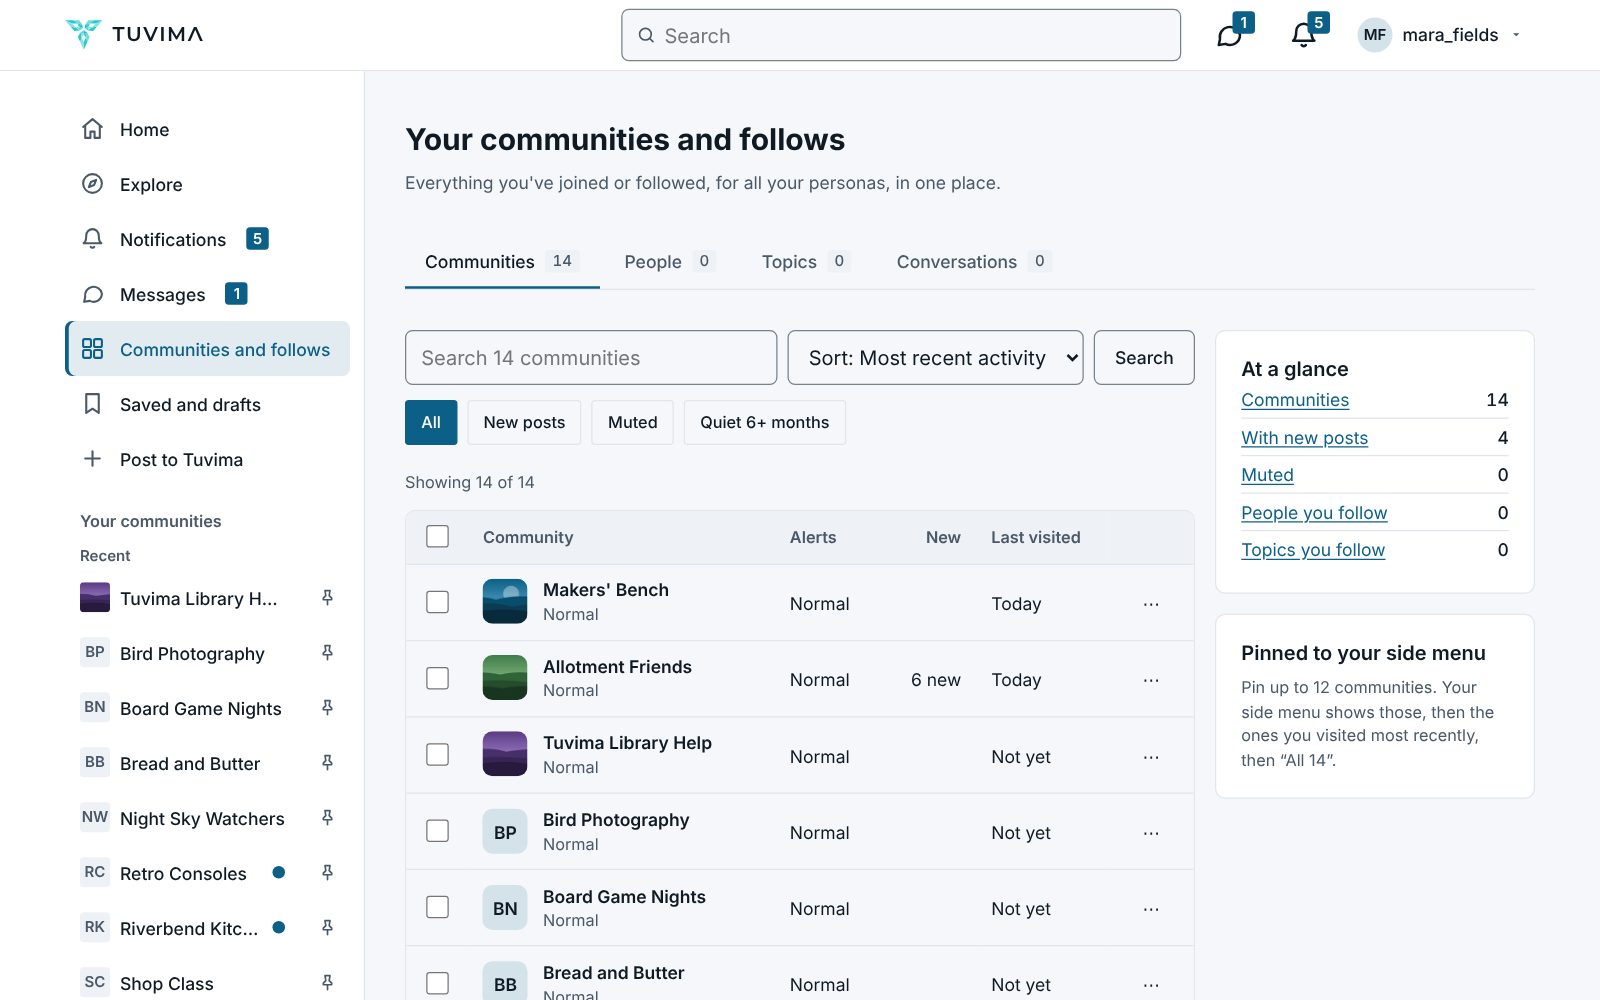 TUVIMA
Search
1
5
MF
mara_fields
Home
Explore
Notifications 5
Messages 1
Communities and follows
Saved and drafts
Post to Tuvima
Your communities
Recent
Tuvima Library H...
BP Bird Photography
BN Board Game Nights
BB Bread and Butter
NW Night Sky Watchers
RC Retro Consoles
RK Riverbend Kitc...
SC Shop Class
Your communities and follows
Everything you've joined or followed, for all your personas, in one place.
Communities 14 People 0 Topics 0 Conversations 0
Search 14 communities Sort: Most recent activity Search
All New posts Muted Quiet 6+ months
Showing 14 of 14
Community Alerts New Last visited
Makers' Bench
Normal
Normal Today ...
Allotment Friends
Normal
Normal 6 new Today ...
Tuvima Library Help
Normal
Normal Not yet ...
BP Bird Photography
Normal
Normal Not yet ...
BN Board Game Nights
Normal
Normal Not yet ...
BB Bread and Butter
Normal
Normal Not yet ...
At a glance
Communities 14
With new posts 4
Muted 0
People you follow 0
Topics you follow 0
Pinned to your side menu
Pin up to 12 communities. Your
side menu shows those, then the
ones you visited most recently,
then “All 14”.